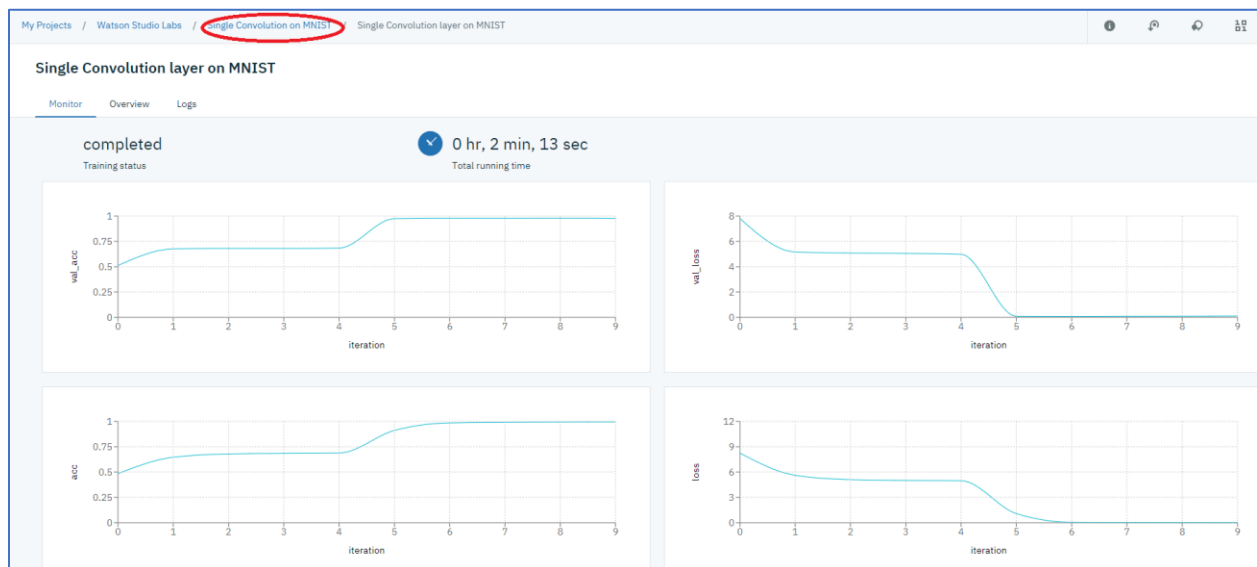 My Projects / Watson Studio Labs / Single Convolution on MNIST / Single Convolution layer on MNIST
Single Convolution layer on MNIST
Monitor Overview Logs
completed
Training status
0 hr, 2 min, 13 sec
Total running time
val_acc
1
0.75
0.5
0.25
0
0 1 2 3 4 5 6 7 8 9
iteration
val_loss
8
6
4
2
0
0 1 2 3 4 5 6 7 8 9
iteration
acc
1
0.75
0.5
0.25
0
0 1 2 3 4 5 6 7 8 9
iteration
loss
12
9
6
3
0
0 1 2 3 4 5 6 7 8 9
iteration